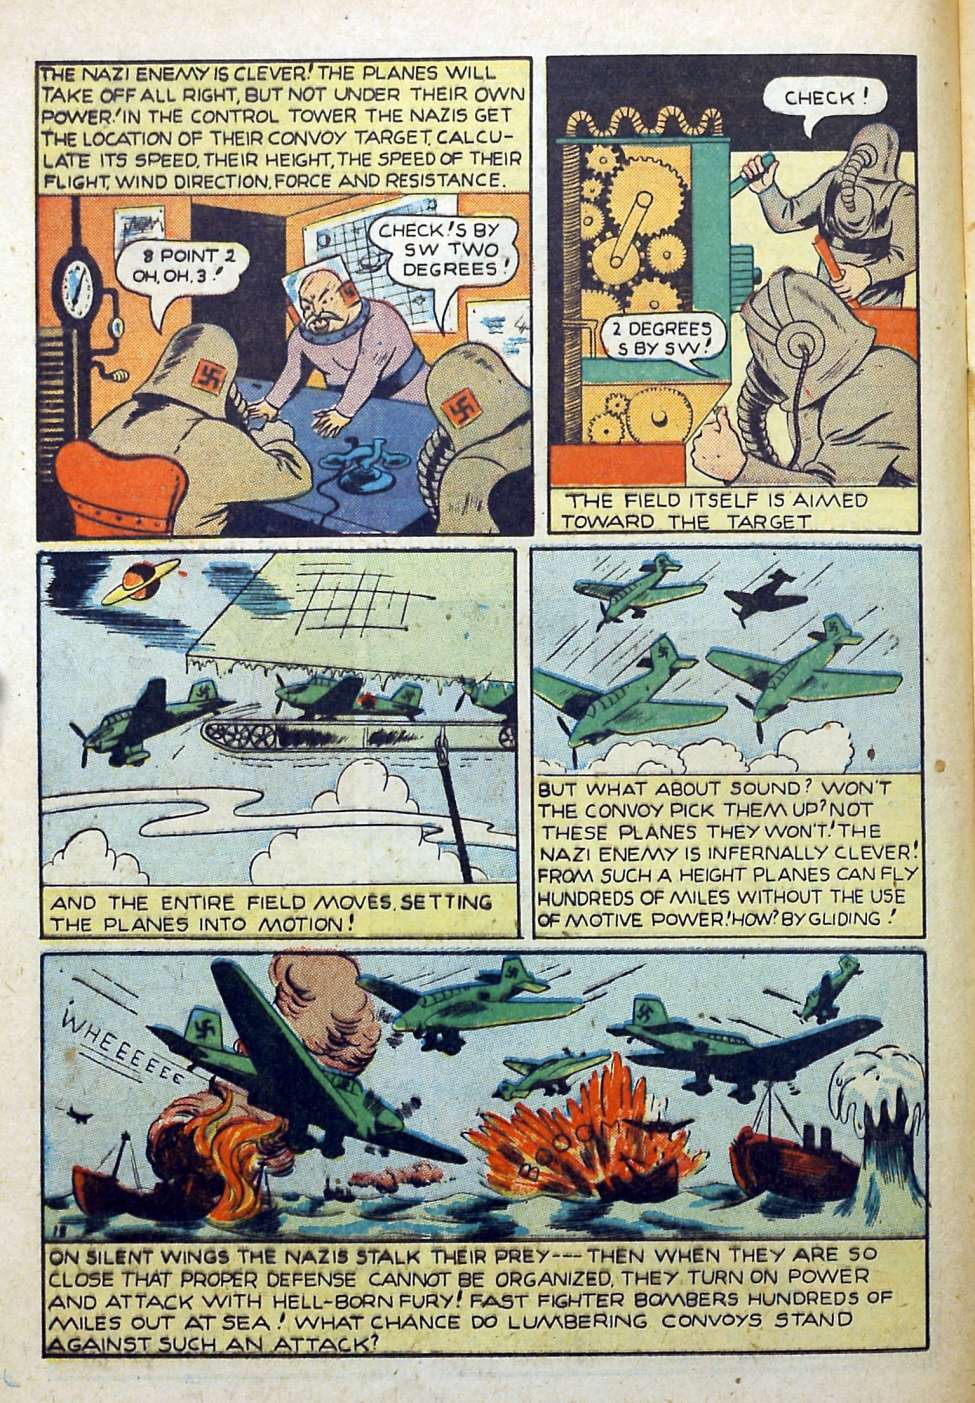 THE NAZI ENEMY IS CLEVER! THE PLANES WILL
TAKE OFF ALL RIGHT, BUT NOT UNDER THEIR OWN
POWER! IN THE CONTROL TOWER THE NAZIS GET
THE LOCATION OF THEIR CONVOY TARGET, CALCU-
LATE ITS SPEED, THEIR HEIGHT, THE SPEED OF THEIR
FLIGHT, WIND DIRECTION, FORCE AND RESISTANCE.
8 POINT 2
OH, OH, 3!
CHECK! S BY
SW TWO
DEGREES!
CHECK!
2 DEGREES
S BY SW!
THE FIELD ITSELF IS AIMED
TOWARD THE TARGET
AND THE ENTIRE FIELD MOVES, SETTING
THE PLANES INTO MOTION!
BUT WHAT ABOUT SOUND? WON'T
THE CONVOY PICK THEM UP? NOT
THESE PLANES THEY WON'T! THE
NAZI ENEMY IS INFERNALLY CLEVER!
FROM SUCH A HEIGHT PLANES CAN FLY
HUNDREDS OF MILES WITHOUT THE USE
OF MOTIVE POWER! HOW? BY GLIDING!
WHEEEEEE
BOOM
18
ON SILENT WINGS THE NAZIS STALK THEIR PREY--- THEN WHEN THEY ARE SO
CLOSE THAT PROPER DEFENSE CANNOT BE ORGANIZED, THEY TURN ON POWER
AND ATTACK WITH HELL-BORN FURY! FAST FIGHTER BOMBERS HUNDREDS OF
MILES OUT AT SEA! WHAT CHANCE DO LUMBERING CONVOYS STAND
AGAINST SUCH AN ATTACK?